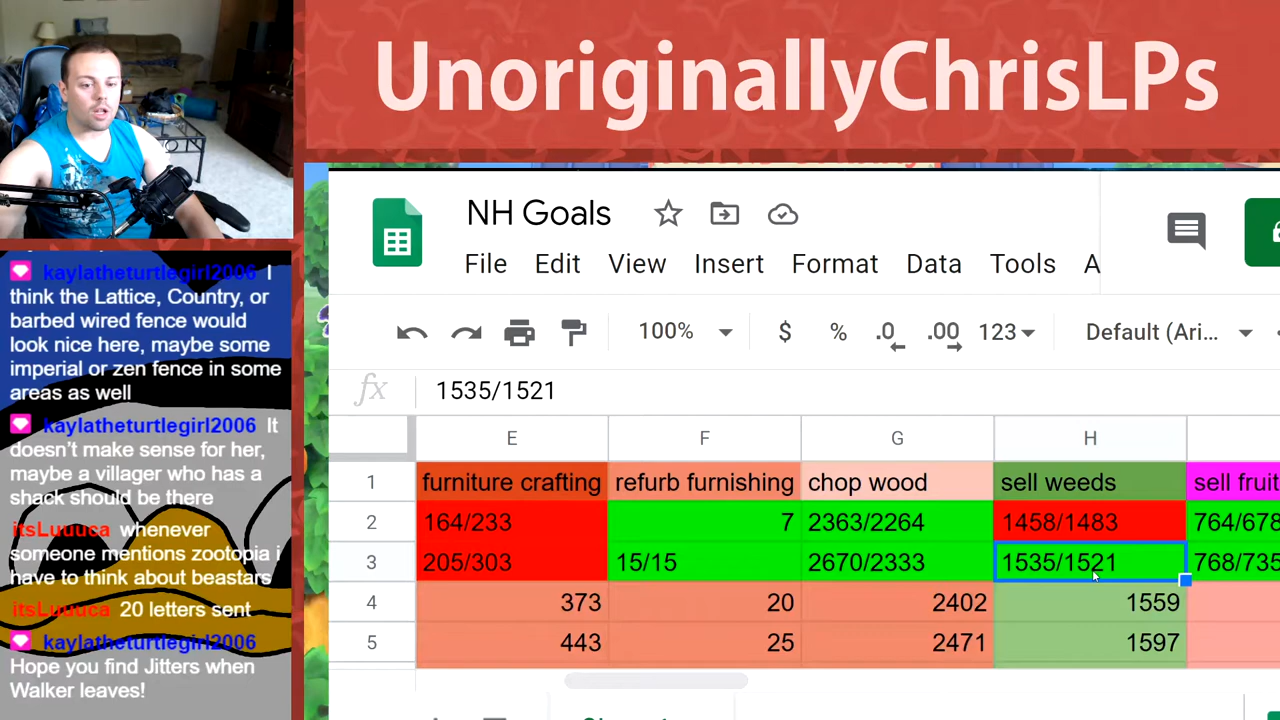 UnoriginallyChrisLPs
NH Goals
File Edit View Insert Format Data Tools A
100% $ % .0 .00 123 Default (Ari...
fx 1535/1521
E F G H
1 furniture crafting refurb furnishing chop wood sell weeds sell fruit
2 164/233 7 2363/2264 1458/1483 764/678
3 205/303 15/15 2670/2333 1535/1521 768/735
4 373 20 2402 1559
5 443 25 2471 1597
kaylatheturtlegirl2006 I
think the Lattice, Country, or
barbed wired fence would
look nice here, maybe some
imperial or zen fence in some
areas as well
kaylatheturtlegirl2006 It
doesn't make sense for her,
maybe a villager who has a
shack should be there
itsLuuuca whenever
someone mentions zootopia i
have to think about beastars
itsLuuuca 20 letters sent
kaylatheturtlegirl2006
Hope you find Jitters when
Walker leaves!